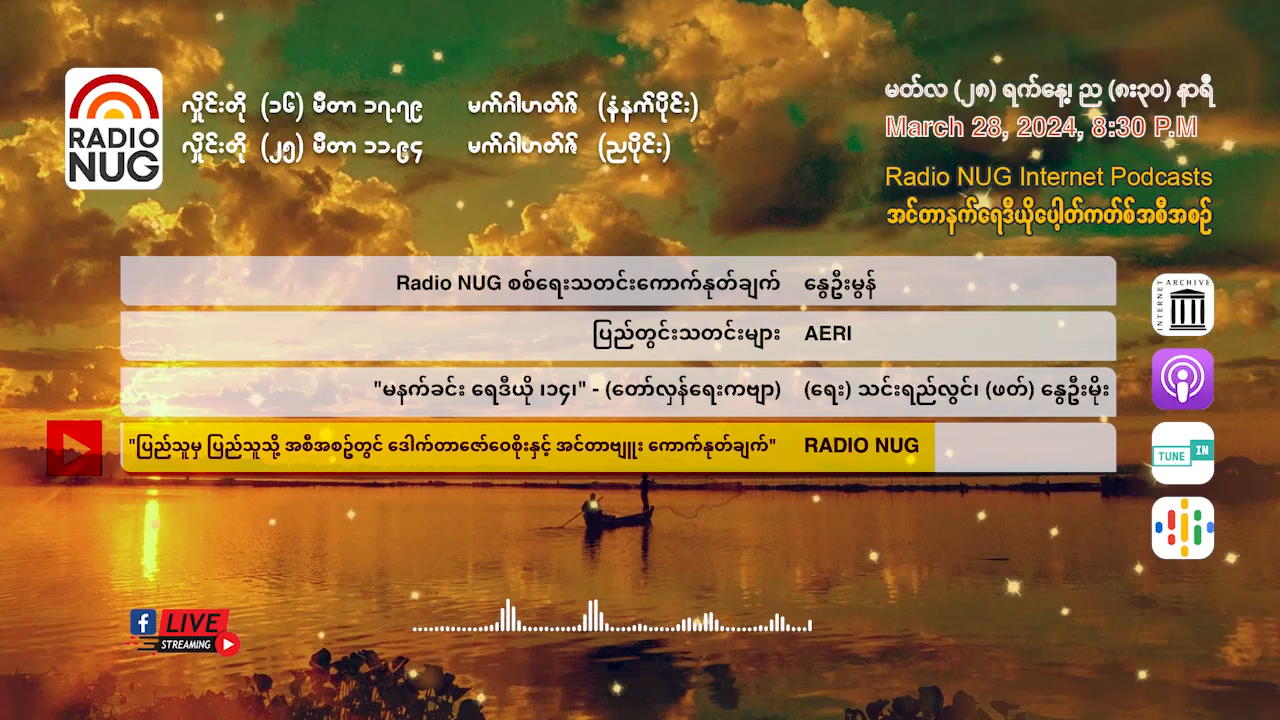 RADIO
NUG
လှိုင်းတို (၁၆) မီတာ ၁၇.၇၉ မက်ဂါဟတ်ဇ် (နံနက်ပိုင်း)
လှိုင်းတို (၂၅) မီတာ ၁၁.၉၄ မက်ဂါဟတ်ဇ် (ညပိုင်း)
မတ်လ (၂၈) ရက်နေ့၊ ည (၈း၃၀) နာရီ
March 28, 2024, 8:30 P.M
Radio NUG Internet Podcasts
အင်တာနက်ရေဒီယိုပေါ့တ်ကတ်စ်အစီအစဉ်
Radio NUG စစ်ရေးသတင်းကောက်နုတ်ချက် နွေဦးမွန်
ပြည်တွင်းသတင်းများ AERI
"မနက်ခင်း ရေဒီယို ၊၁၄၊" - (တော်လှန်ရေးကဗျာ) (ရေး) သင်းရည်လွင်၊ (ဖတ်) နွေဦးမိုး
"ပြည်သူမှ ပြည်သူသို့ အစီအစဉ်တွင် ဒေါက်တာဇော်ဝေစိုးနှင့် အင်တာဗျူး ကောက်နုတ်ချက်" RADIO NUG
INTERNET ARCHIVE
TUNE IN
LIVE
STREAMING